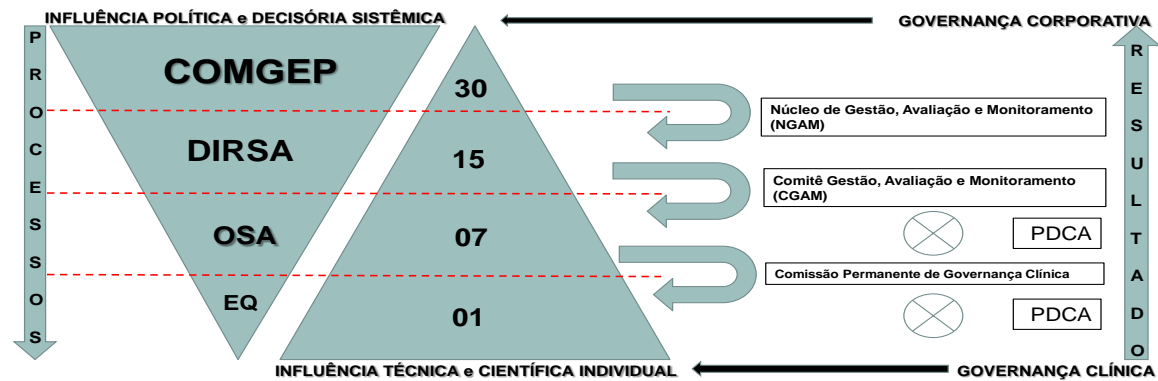 INFLUÊNCIA POLÍTICA e DECISÓRIA SISTÊMICA
GOVERNANÇA CORPORATIVA
PROCESSOS
COMGEP
30
Núcleo de Gestão, Avaliação e Monitoramento
(NGAM)
DIRSA
15
Comitê Gestão, Avaliação e Monitoramento
(CGAM)
OSA
07
PDCA
Comissão Permanente de Governança Clínica
EQ
01
PDCA
RESULTADO
INFLUÊNCIA TÉCNICA e CIENTÍFICA INDIVIDUAL
GOVERNANÇA CLÍNICA